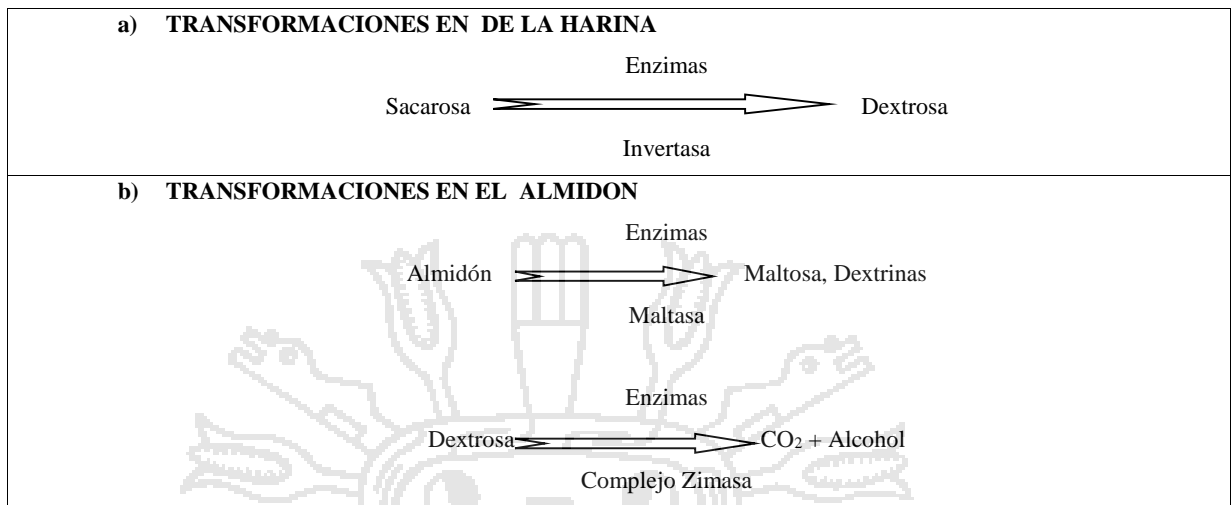 a) TRANSFORMACIONES EN DE LA HARINA
Enzimas
Sacarosa Dextrosa
Invertasa
b) TRANSFORMACIONES EN EL ALMIDON
Enzimas
Almidón Maltosa, Dextrinas
Maltasa
Enzimas
Dextrosa CO₂ + Alcohol
Complejo Zimasa